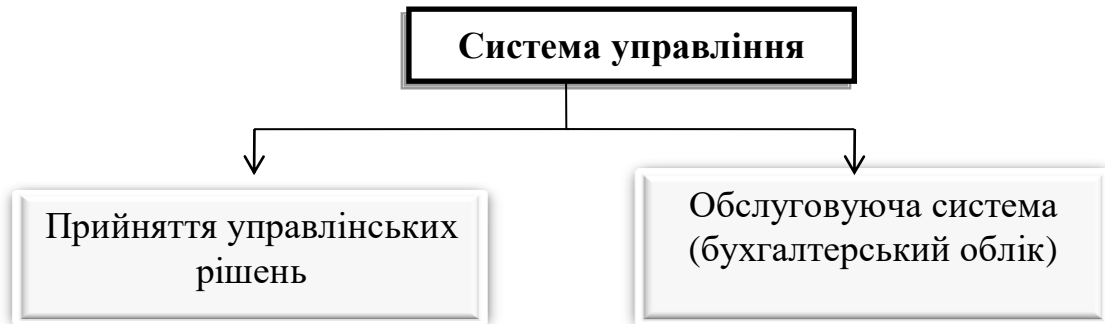 Система управління
Прийняття управлінських
рішень
Обслуговуюча система
(бухгалтерський облік)